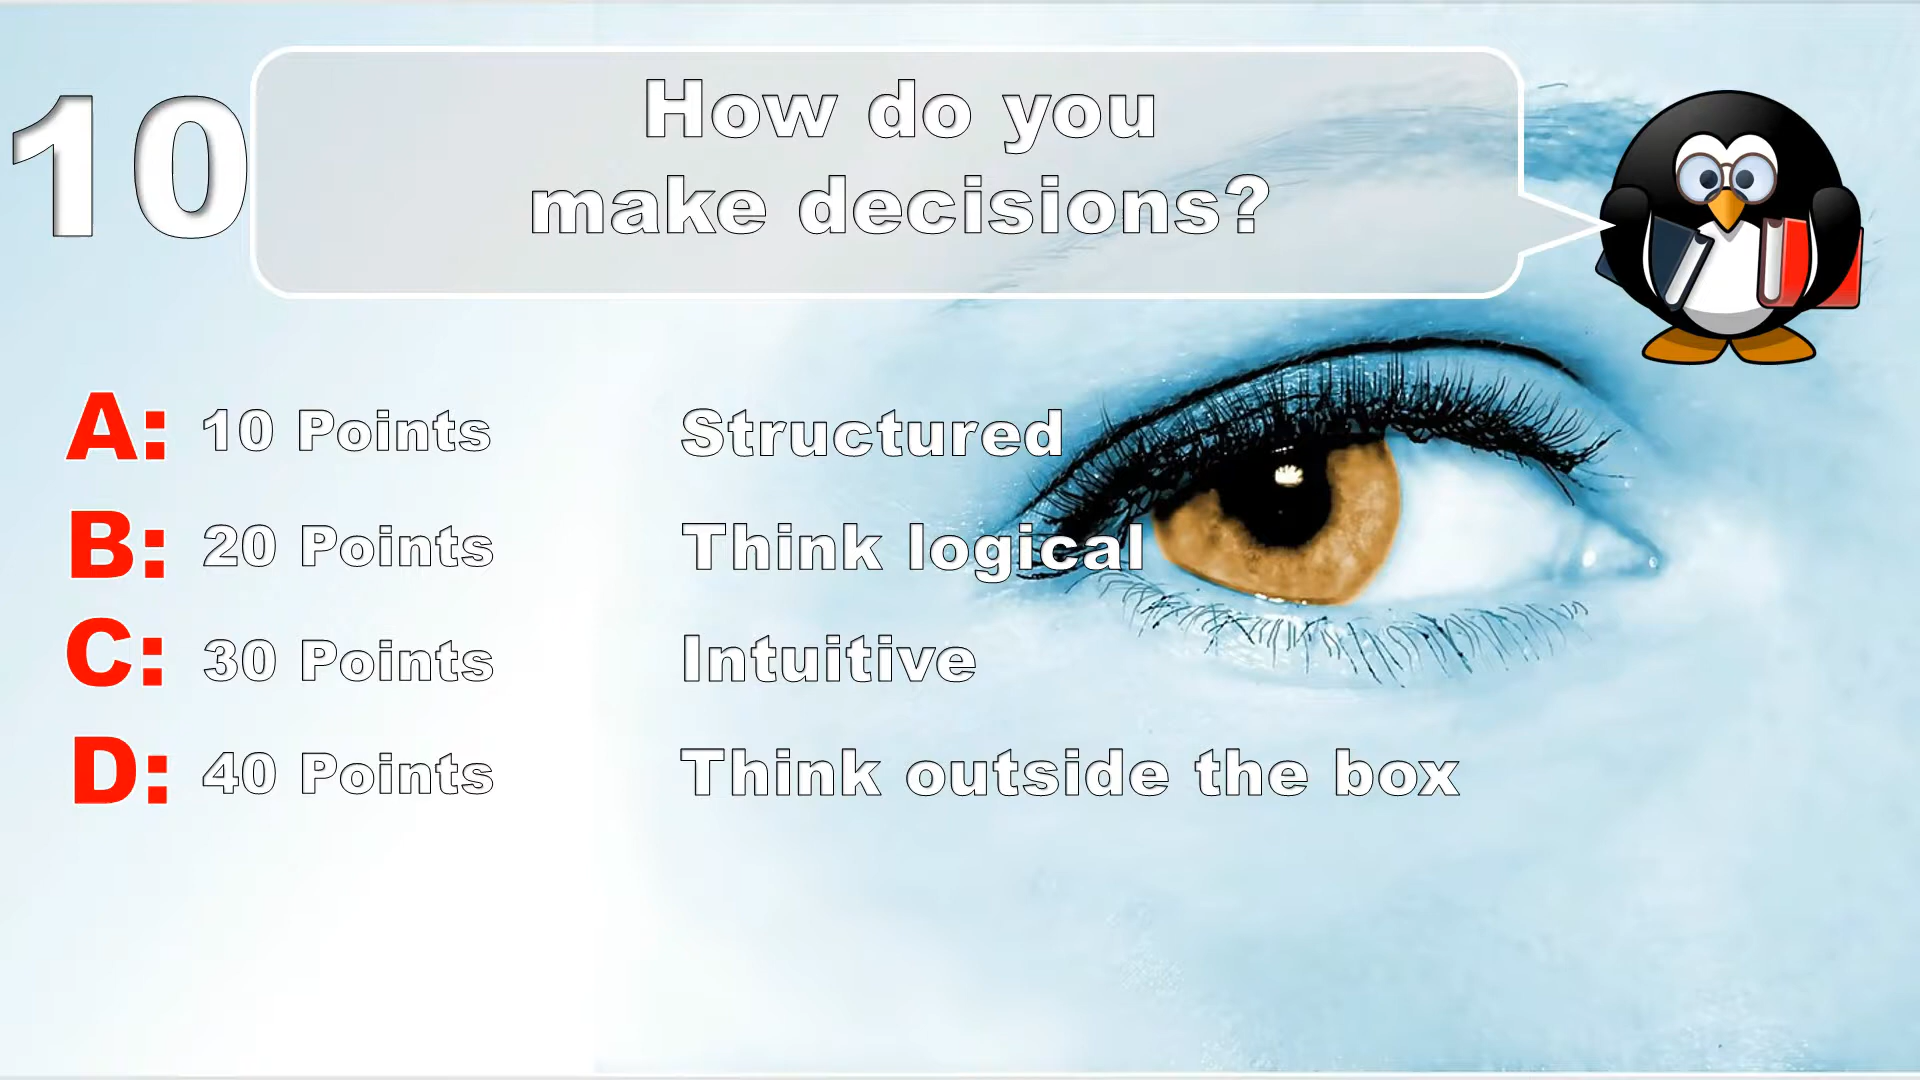 10
How do you
make decisions?
A: 10 Points Structured
B: 20 Points Think logical
C: 30 Points Intuitive
D: 40 Points Think outside the box